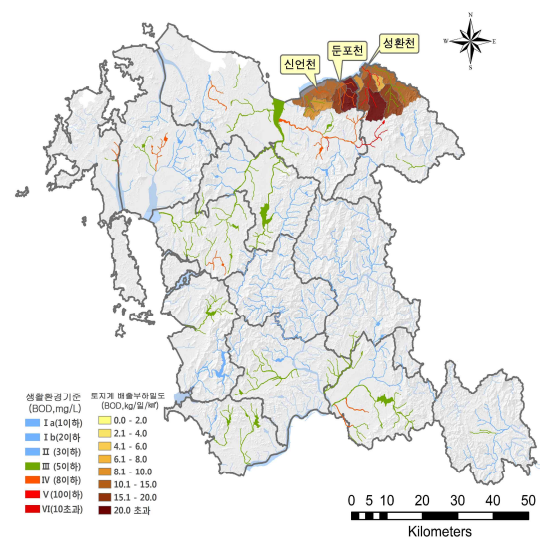 N
W
E
S
성환천
둔포천
신언천
생활환경기준
(BOD,mg/L)
Ⅰa(1이하)
Ⅰb(2이하
Ⅱ (3이하)
Ⅲ (5이하)
Ⅳ (8이하)
Ⅴ (10이하)
Ⅵ(10초과)
토지계 배출부하밀도
(BOD,kg/일/㎢)
0.0 - 2.0
2.1 - 4.0
4.1 - 6.0
6.1 - 8.0
8.1 - 10.0
10.1 - 15.0
15.1 - 20.0
20.0 초과
0 5 10 20 30 40 50
Kilometers